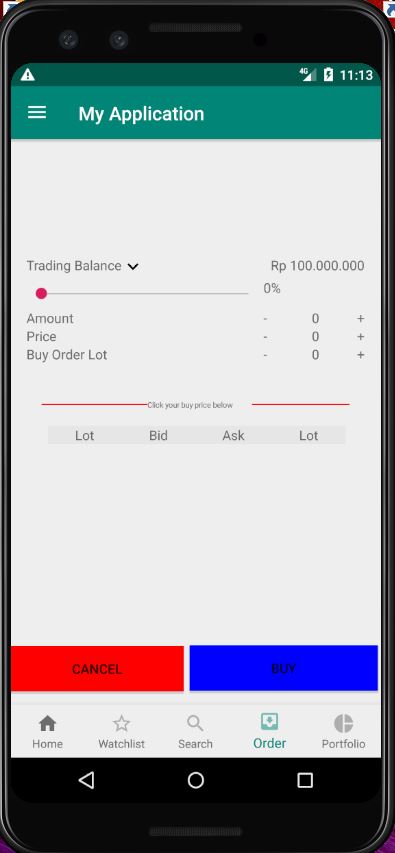 4G 11:13
My Application
Trading Balance Rp 100.000.000
0%
Amount - 0 +
Price - 0 +
Buy Order Lot - 0 +
Click your buy price below
Lot Bid Ask Lot
CANCEL BUY
Home Watchlist Search Order Portfolio